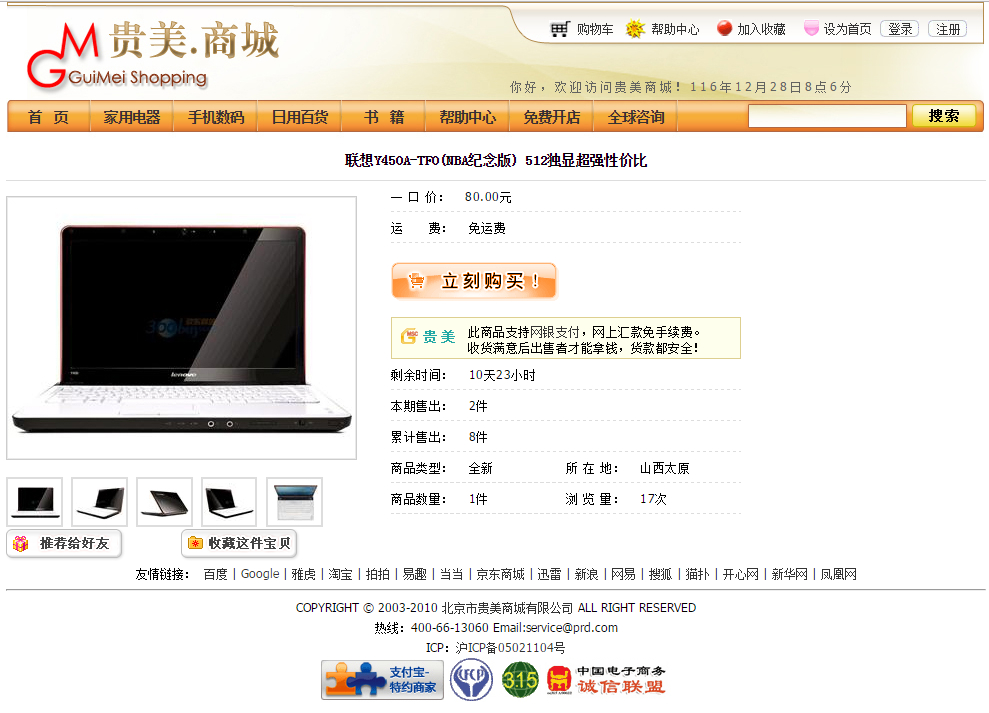 贵美.商城
GuiMei Shopping
购物车 帮助中心 加入收藏 设为首页 登录 注册
你好，欢迎访问贵美商城！116年12月28日8点6分
首 页 家用电器 手机数码 日用百货 书 籍 帮助中心 免费开店 全球咨询 搜索
联想Y450A-TFO(NBA纪念版) 512独显超强性价比
一 口 价： 80.00元
运 费： 免运费
立刻购买！
贵美 此商品支持网银支付，网上汇款免手续费。
收货满意后出售者才能拿钱，货款都安全！
剩余时间： 10天23小时
本期售出： 2件
累计售出： 8件
商品类型： 全新 所 在 地： 山西太原
商品数量： 1件 浏 览 量： 17次
lenovo
推荐给好友 收藏这件宝贝
友情链接： 百度 | Google | 雅虎 | 淘宝 | 拍拍 | 易趣 | 当当 | 京东商城 | 迅雷 | 新浪 | 网易 | 搜狐 | 猫扑 | 开心网 | 新华网 | 凤凰网
COPYRIGHT © 2003-2010 北京市贵美商城有限公司 ALL RIGHT RESERVED
热线：400-66-13060 Email:service@prd.com
ICP：沪ICP备05021104号
支付宝-
特约商家
315
中国电子商务
诚信联盟